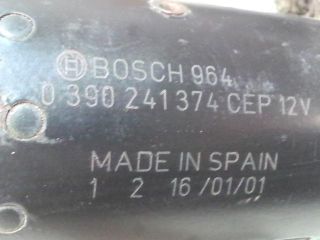 BOSCH 964
0 390 241 374 CEP 12V
MADE IN SPAIN
1 2 16 /01/01